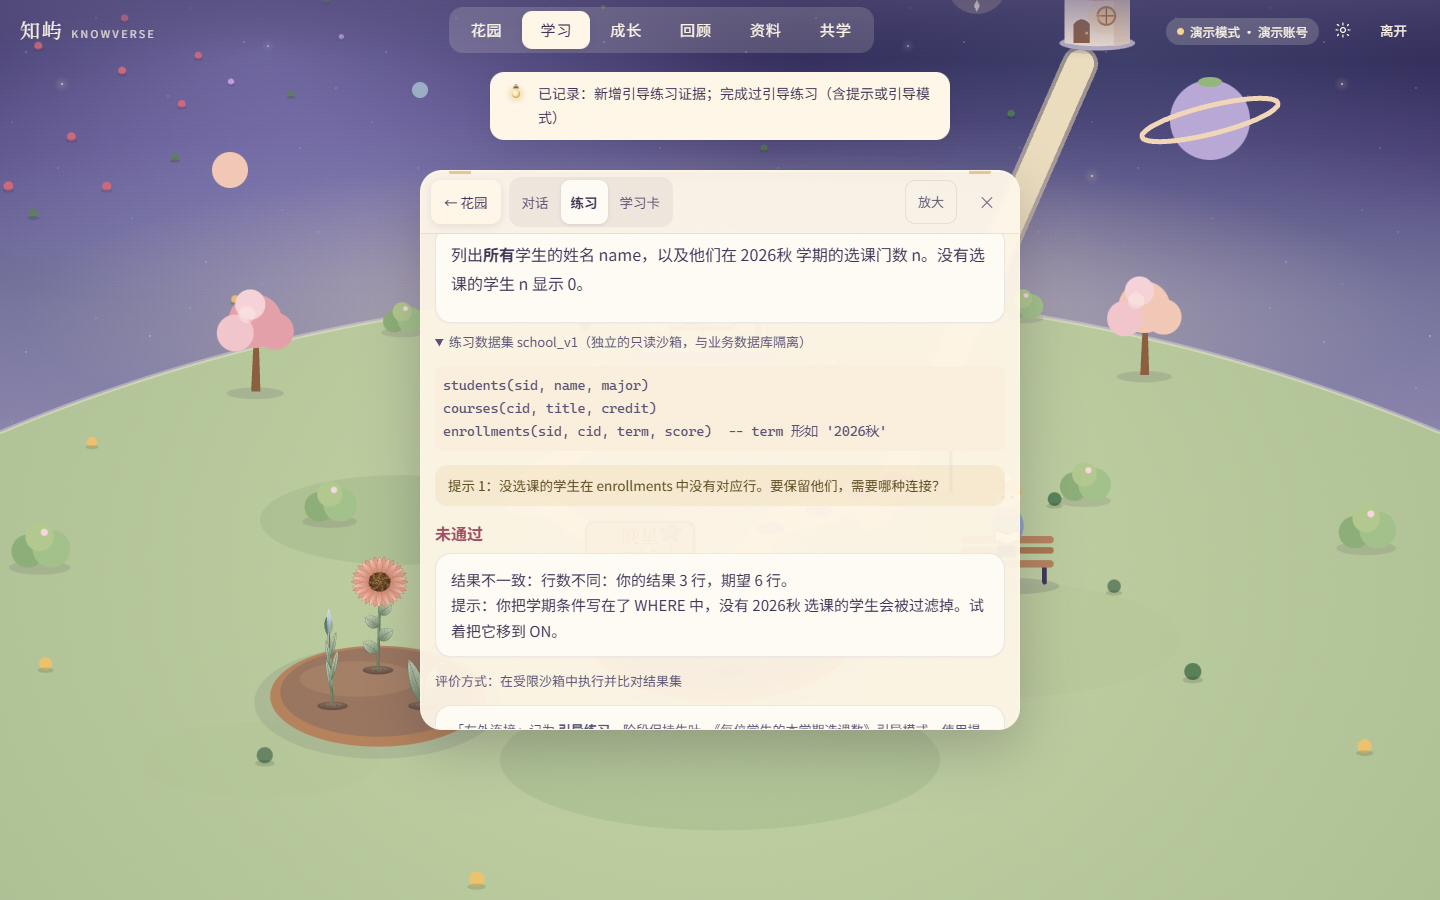 知屿 KNOWVERSE
花园 学习 成长 回顾 资料 共学
演示模式 · 演示账号
离开
已记录：新增引导练习证据；完成过引导练习（含提示或引导模
式）
← 花园 对话 练习 学习卡 放大
列出所有学生的姓名 name，以及他们在 2026秋 学期的选课门数 n。没有选
课的学生 n 显示 0。
▼ 练习数据集 school_v1（独立的只读沙箱，与业务数据库隔离）
students(sid, name, major)
courses(cid, title, credit)
enrollments(sid, cid, term, score)  -- term 形如 '2026秋'
提示 1：没选课的学生在 enrollments 中没有对应行。要保留他们，需要哪种连接？
未通过
结果不一致：行数不同：你的结果 3 行，期望 6 行。
提示：你把学期条件写在了 WHERE 中，没有 2026秋 选课的学生会被过滤掉。试
着把它移到 ON。
评价方式：在受限沙箱中执行并比对结果集